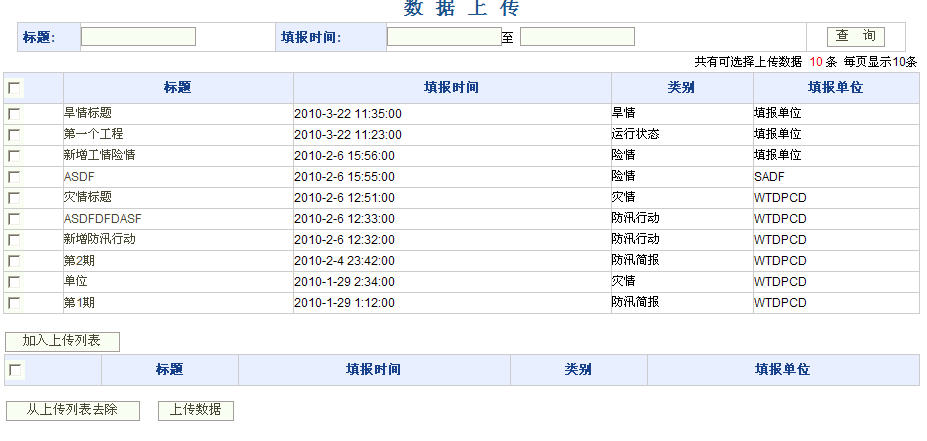 数 据 上 传
标题: 填报时间: 至 查 询
共有可选择上传数据 10 条 每页显示10条
标题 填报时间 类别 填报单位
旱情标题 2010-3-22 11:35:00 旱情 填报单位
第一个工程 2010-3-22 11:23:00 运行状态 填报单位
新增工情险情 2010-2-6 15:56:00 险情 填报单位
ASDF 2010-2-6 15:55:00 险情 SADF
灾情标题 2010-2-6 12:51:00 灾情 WTDPCD
ASDFDFDASF 2010-2-6 12:33:00 防汛行动 WTDPCD
新增防汛行动 2010-2-6 12:32:00 防汛行动 WTDPCD
第2期 2010-2-4 23:42:00 防汛简报 WTDPCD
单位 2010-1-29 2:34:00 灾情 WTDPCD
第1期 2010-1-29 1:12:00 防汛简报 WTDPCD
加入上传列表
标题 填报时间 类别 填报单位
从上传列表去除 上传数据